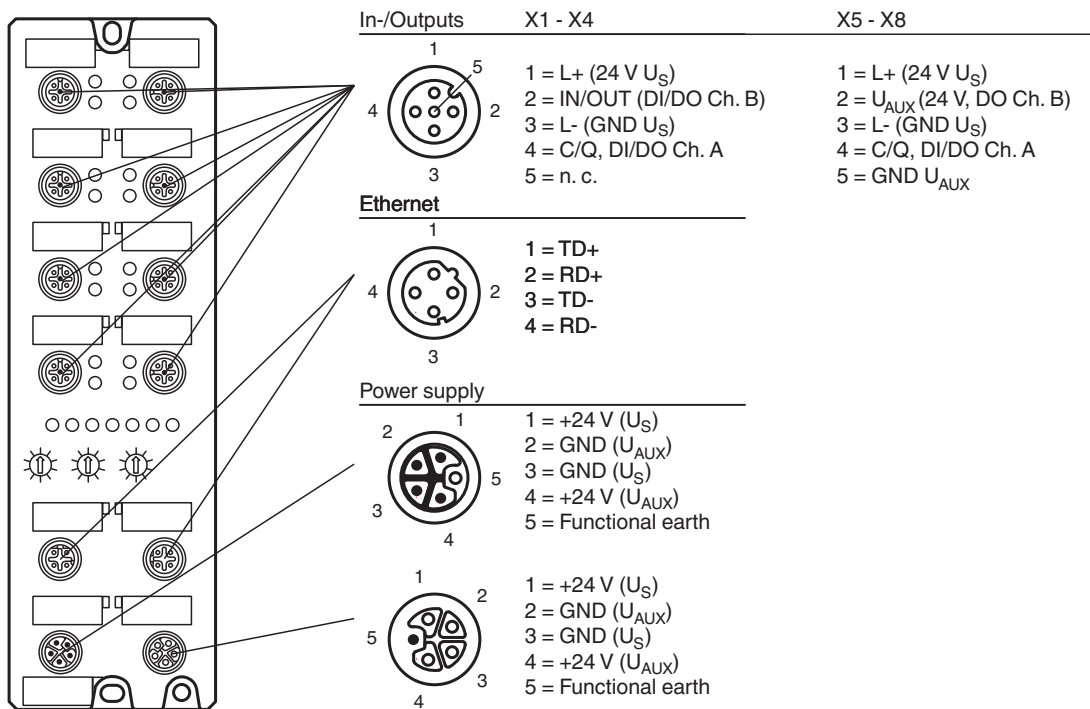 In-/Outputs X1 - X4 X5 - X8
1
5
4 2
3
1 = L+ (24 V US)
2 = IN/OUT (DI/DO Ch. B)
3 = L- (GND US)
4 = C/Q, DI/DO Ch. A
5 = n. c.
1 = L+ (24 V US)
2 = UAUX (24 V, DO Ch. B)
3 = L- (GND US)
4 = C/Q, DI/DO Ch. A
5 = GND UAUX
Ethernet
1
4 2
3
1 = TD+
2 = RD+
3 = TD-
4 = RD-
Power supply
2 1
5
3
4
1 = +24 V (US)
2 = GND (UAUX)
3 = GND (US)
4 = +24 V (UAUX)
5 = Functional earth
1
2
5
3
4
1 = +24 V (US)
2 = GND (UAUX)
3 = GND (US)
4 = +24 V (UAUX)
5 = Functional earth